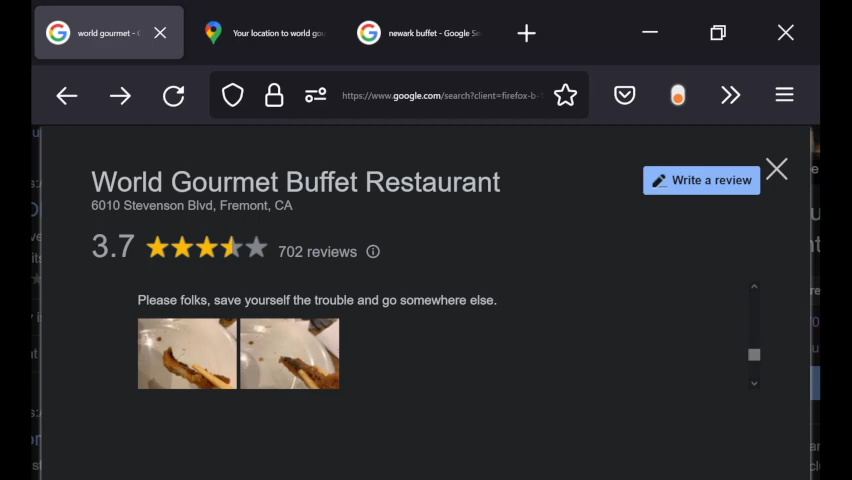 world gourmet - G
Your location to world gou
newark buffet - Google Se
https://www.google.com/search?client=firefox-b-1
World Gourmet Buffet Restaurant
Write a review
6010 Stevenson Blvd, Fremont, CA
3.7
702 reviews
Please folks, save yourself the trouble and go somewhere else.